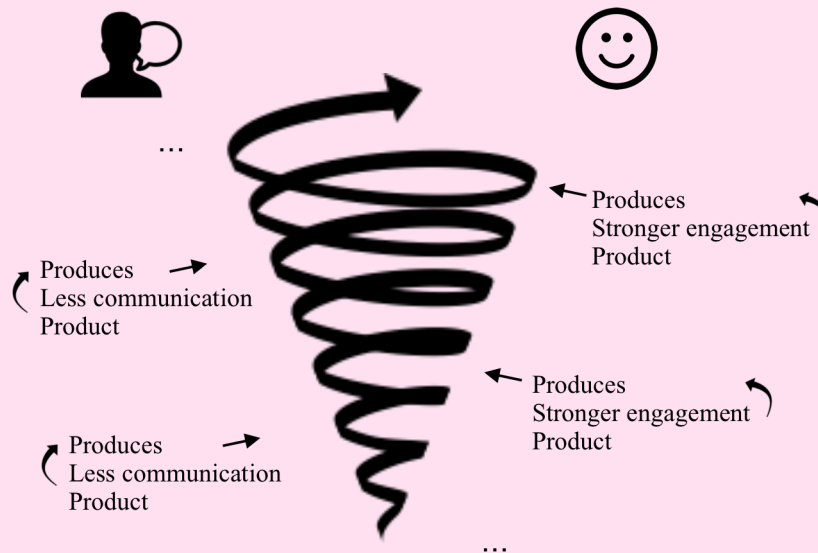 ...
Produces
Stronger engagement
Product
Produces
Less communication
Product
Produces
Stronger engagement
Product
Produces
Less communication
Product
...